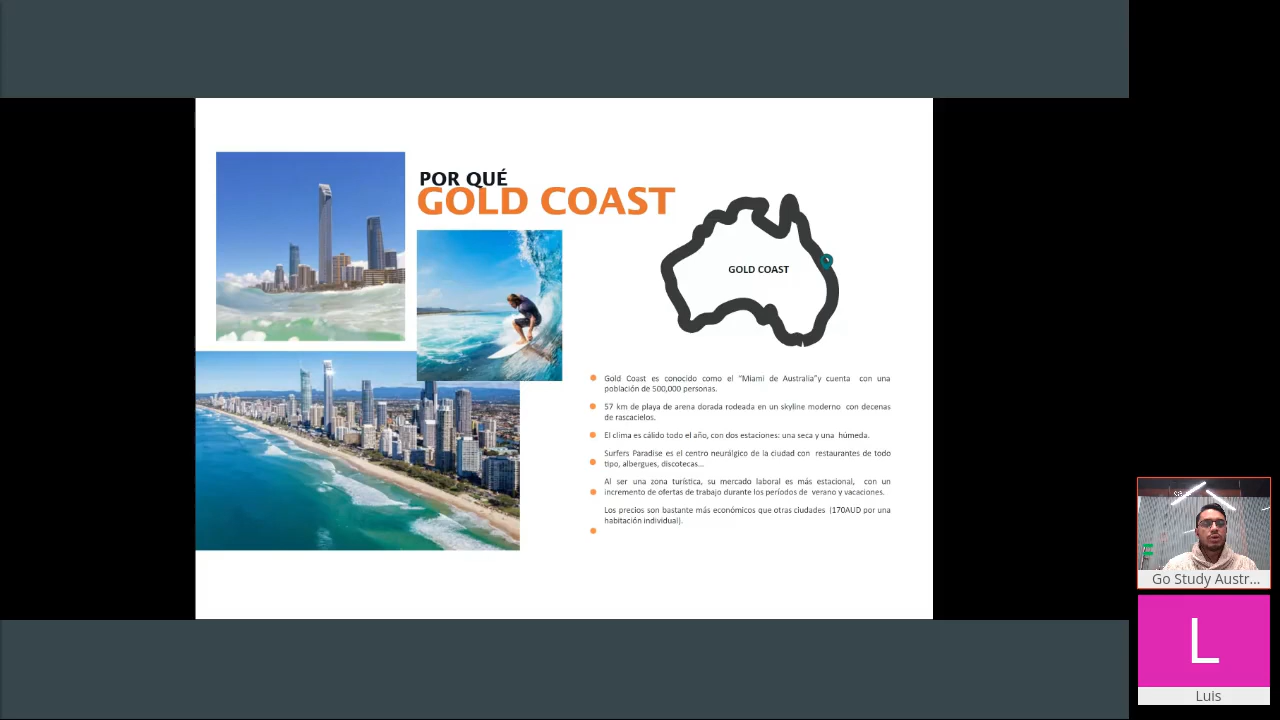 POR QUÉ
GOLD COAST
GOLD COAST
Gold Coast es conocido como el "Miami de Australia"y cuenta con una
población de 500,000 personas.
57 km de playa de arena dorada rodeada en un skyline moderno con decenas
de rascacielos.
El clima es cálido todo el año, con dos estaciones: una seca y una húmeda.
Surfers Paradise es el centro neurálgico de la ciudad con restaurantes de todo
tipo, albergues, discotecas...
Al ser una zona turística, su mercado laboral es más estacional, con un
incremento de ofertas de trabajo durante los períodos de verano y vacaciones.
Los precios son bastante más económicos que otras ciudades (170AUD por una
habitación individual).
Go Study Austr...
L
Luis